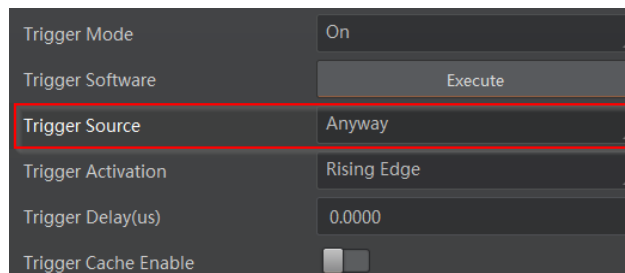 Trigger Mode On
Trigger Software Execute
Trigger Source Anyway
Trigger Activation Rising Edge
Trigger Delay(us) 0.0000
Trigger Cache Enable